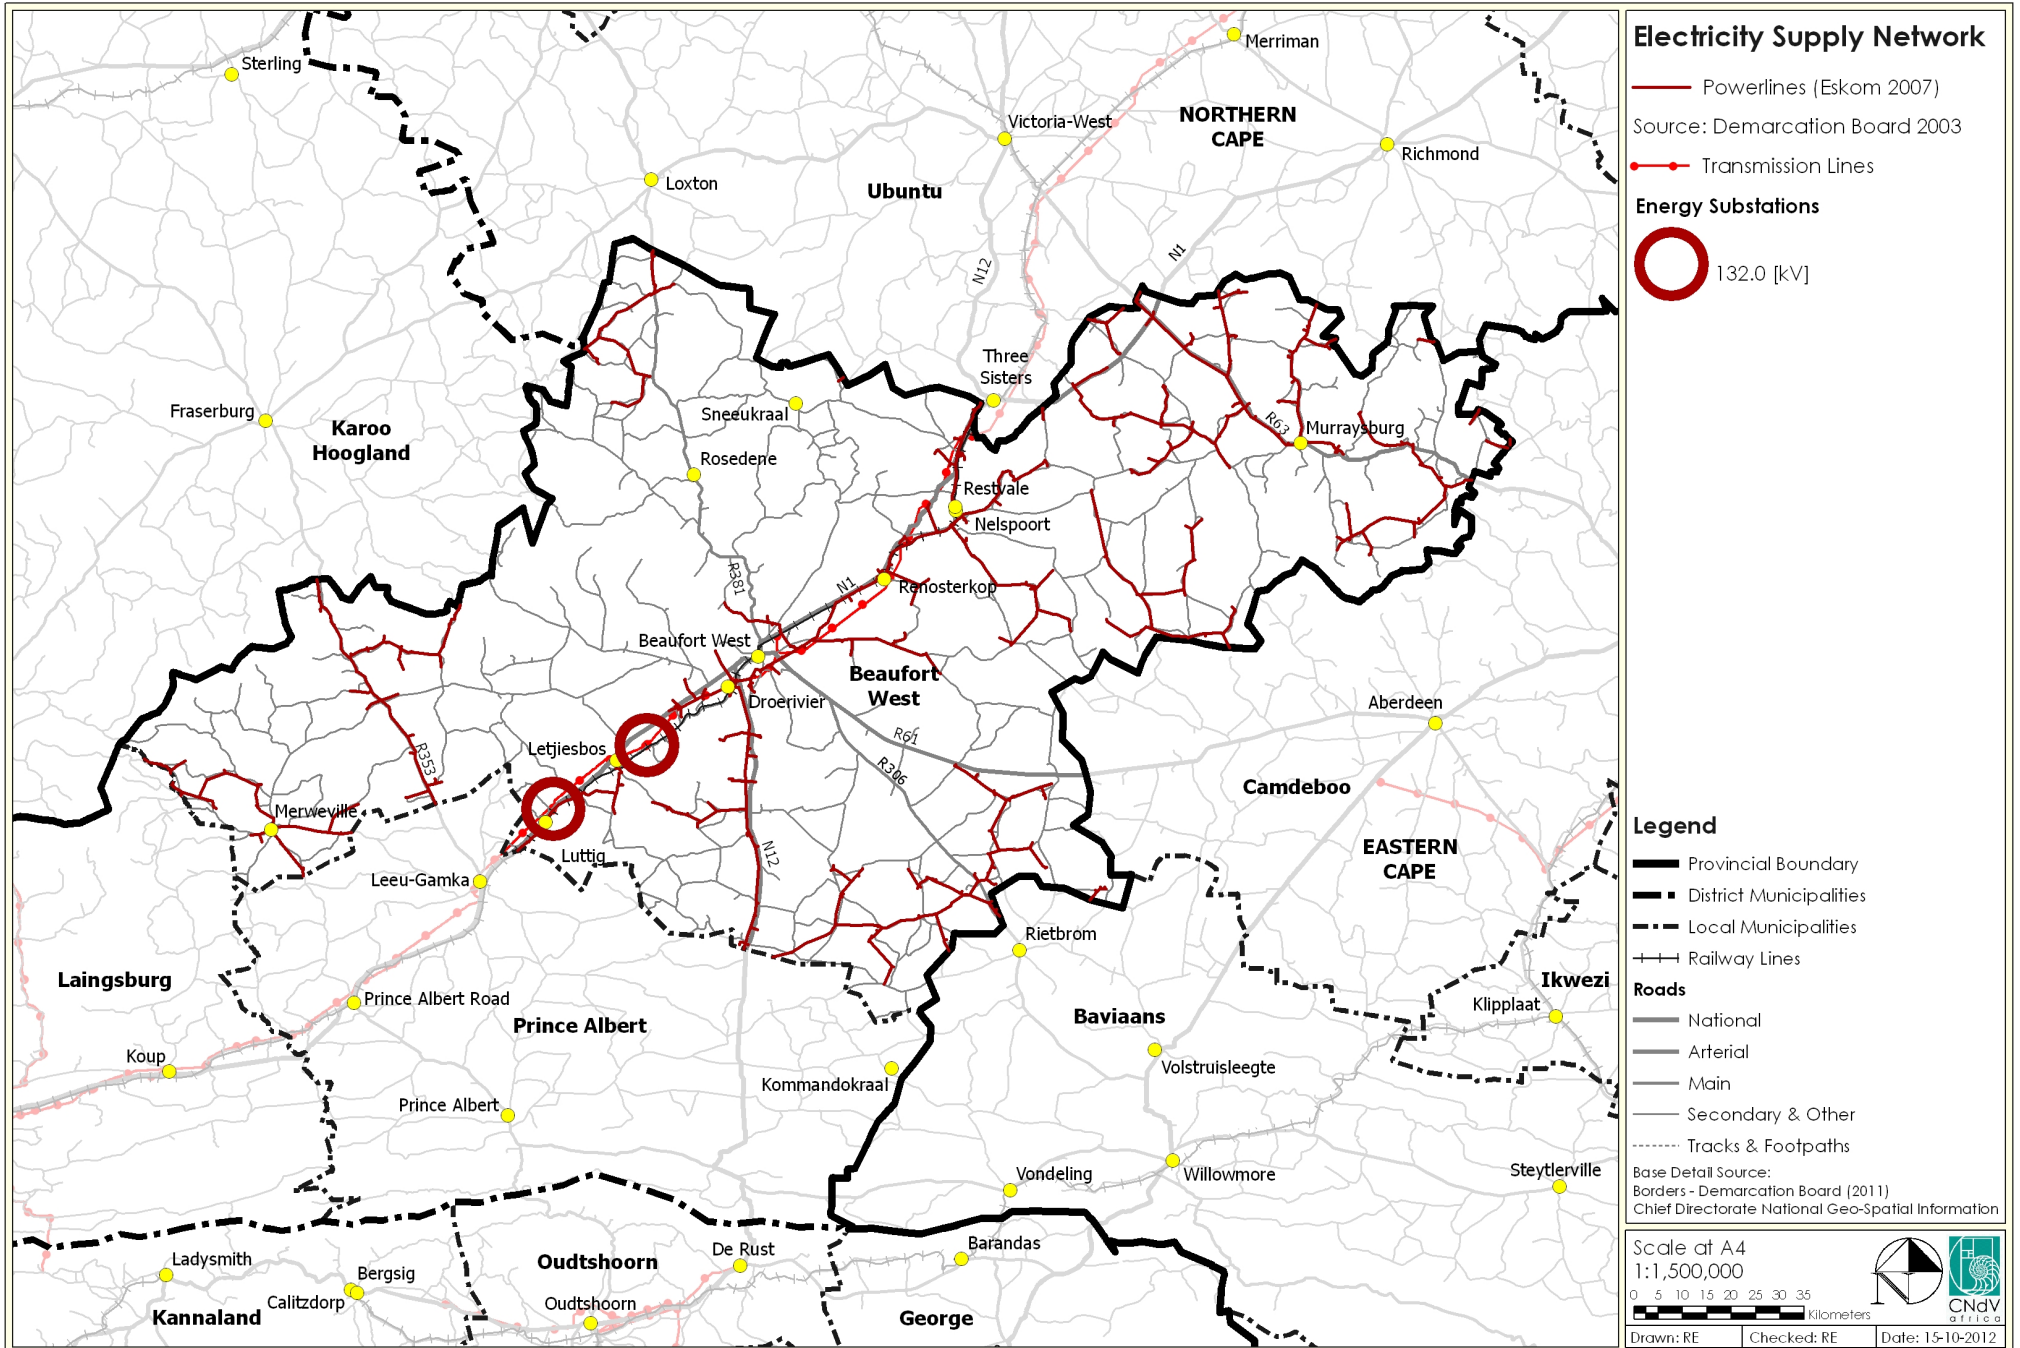 Sterling
Merriman
NORTHERN
CAPE
Victoria-West
Richmond
Loxton
Ubuntu
N12
N1
Three
Sisters
Fraserburg
Karoo
Hoogland
Sneeukraal
R63
Murraysburg
Rosedene
Restvale
Nelspoort
R381
N1
Renosterkop
Beaufort West
Beaufort
West
Droerivier
Aberdeen
Letjiesbos
R353
R61
R306
Camdeboo
Merweville
N12
Luttig
EASTERN
CAPE
Leeu-Gamka
Rietbrom
Laingsburg
Prince Albert Road
Prince Albert
Baviaans
Ikwezi
Klipplaat
Koup
Volstruisleegte
Kommandokraal
Prince Albert
Vondeling
Willowmore
Steytlerville
Ladysmith
Bergsig
Calitzdorp
Kannaland
Oudtshoorn
De Rust
Barandas
Oudtshoorn
George
Electricity Supply Network
Powerlines (Eskom 2007)
Source: Demarcation Board 2003
Transmission Lines
Energy Substations
132.0 [kV]
Legend
Provincial Boundary
District Municipalities
Local Municipalities
Railway Lines
Roads
National
Arterial
Main
Secondary & Other
Tracks & Footpaths
Base Detail Source:
Borders - Demarcation Board (2011)
Chief Directorate National Geo-Spatial Information
Scale at A4
1:1,500,000
0 5 10 15 20 25 30 35
Kilometers
CNdV
africa
Drawn: RE
Checked: RE
Date: 15-10-2012